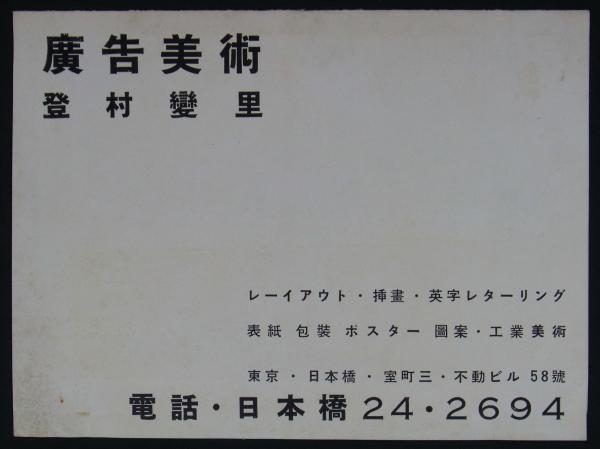 廣告美術
登村變里
レーイアウト・挿畫・英字レターリング
表紙 包裝 ポスター 圖案・工業美術
東京・日本橋・室町三・不動ビル 58號
電話・日本橋 24・2694